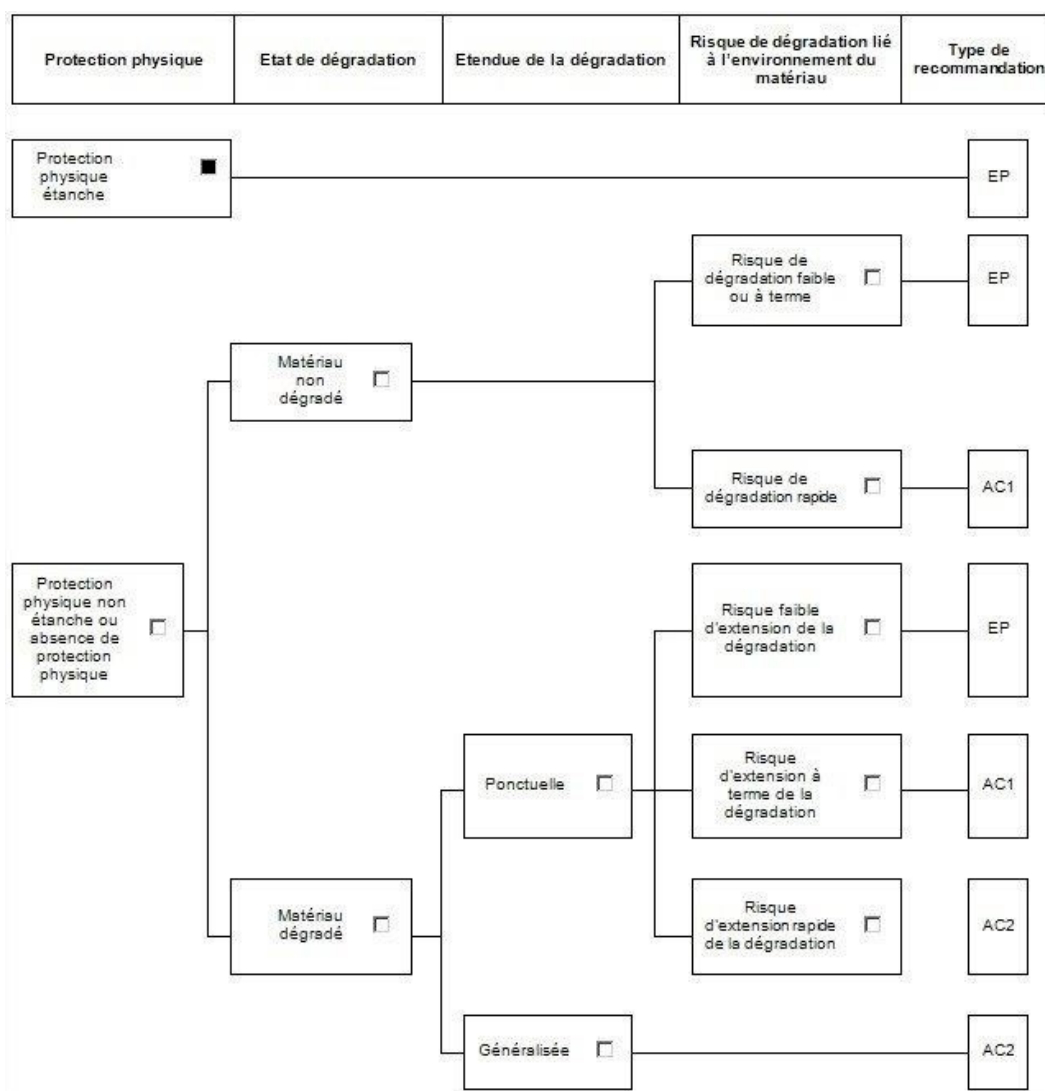 Protection physique
Etat de dégradation
Etendue de la dégradation
Risque de dégradation lié
à l'environnement du
matériau
Type de
recommandation
Protection
physique
étanche
EP
Risque de
dégradation faible
ou à terme
EP
Matériau
non
dégradé
Risque de
dégradation rapide
AC1
Protection
physique non
étanche ou
absence de
protection
physique
Risque faible
d'extension de la
dégradation
EP
Ponctuelle
Risque
d'extension à
terme de la
dégradation
AC1
Matériau
dégradé
Risque
d'extension rapide
de la dégradation
AC2
Généralisée
AC2